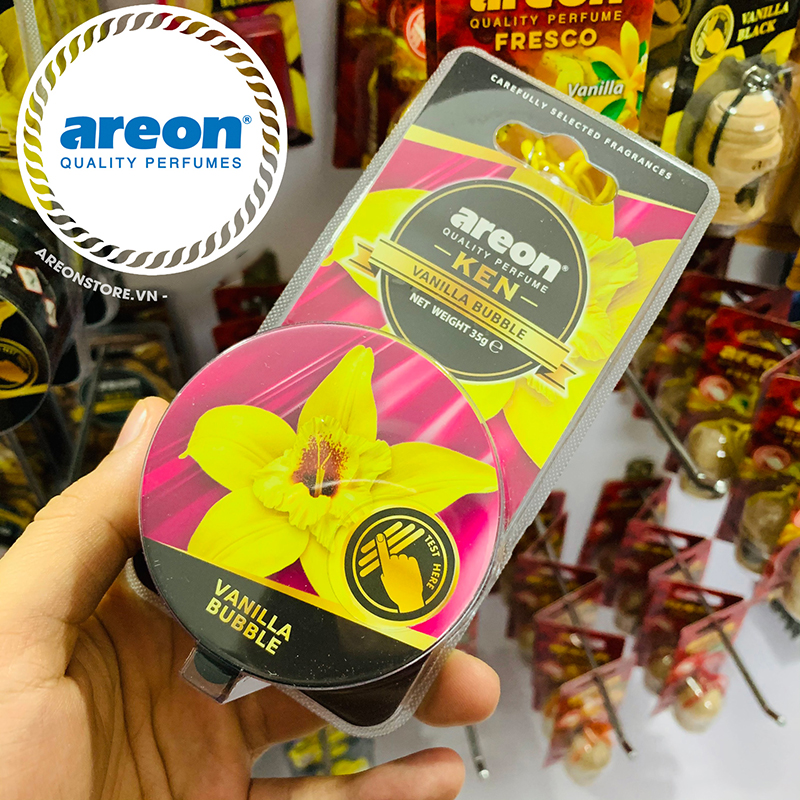 areon®
QUALITY PERFUMES
AREONSTORE.VN -
areon
QUALITY PERFUME
FRESCO
Vanilla
VANILLA
BLACK
CAREFULLY SELECTED FRAGRANCES
areon®
QUALITY PERFUME
KEN
VANILLA BUBBLE
NET WEIGHT 35g ℮
TEST HERE
VANILLA
BUBBLE
areon